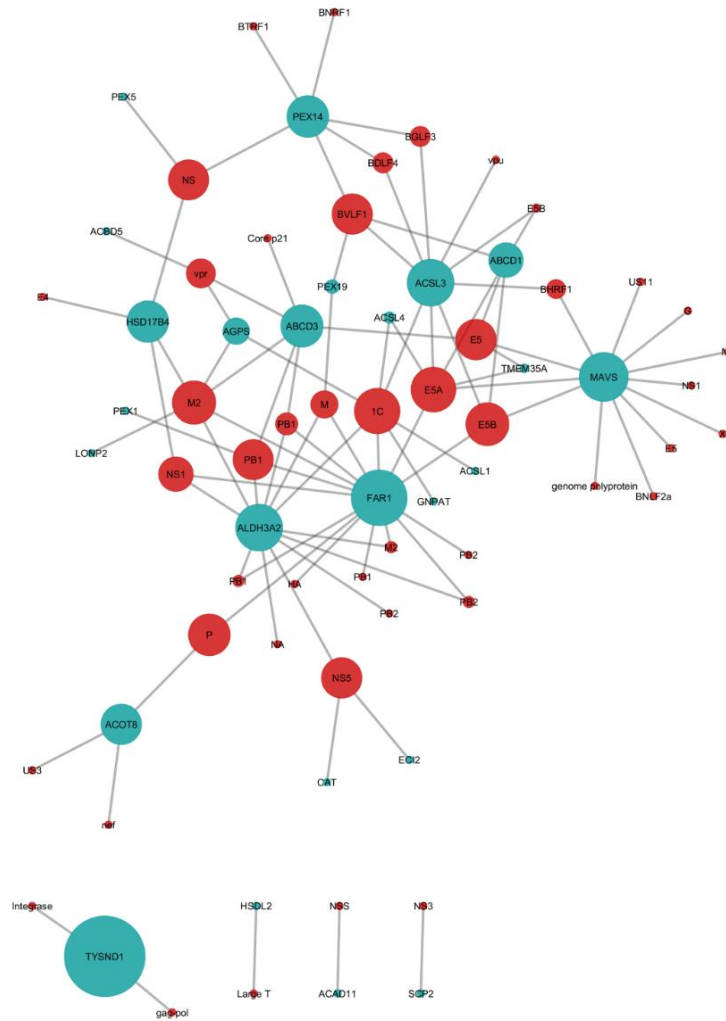 BNRF1
BTRF1
PEX5
PEX14
BGLF3
BDLF4
vpu
NS
E5B
BVLF1
ACBD5
Core p21
ABCD1
vpr
ACSL3
US11
PEX19
BHRF1
E4
G
HSD17B4
AGPS
ABCD3
ACSL4
E5
TMEM35A
MAVS
NS1
M2
PEX1
M
1C
E5A
X
PB1
E5B
E5
LONP2
PB1
NS1
ACSL1
genome polyprotein
BNLF2a
FAR1
GNPAT
ALDH3A2
M2
PB2
PB1
HA
PB1
PB2
PB2
P
NA
NS5
ACOT8
ECI2
US3
CAT
nef
Integrase
HSDL2
NSS
NS3
TYSND1
Large T
ACAD11
SCP2
gag-pol